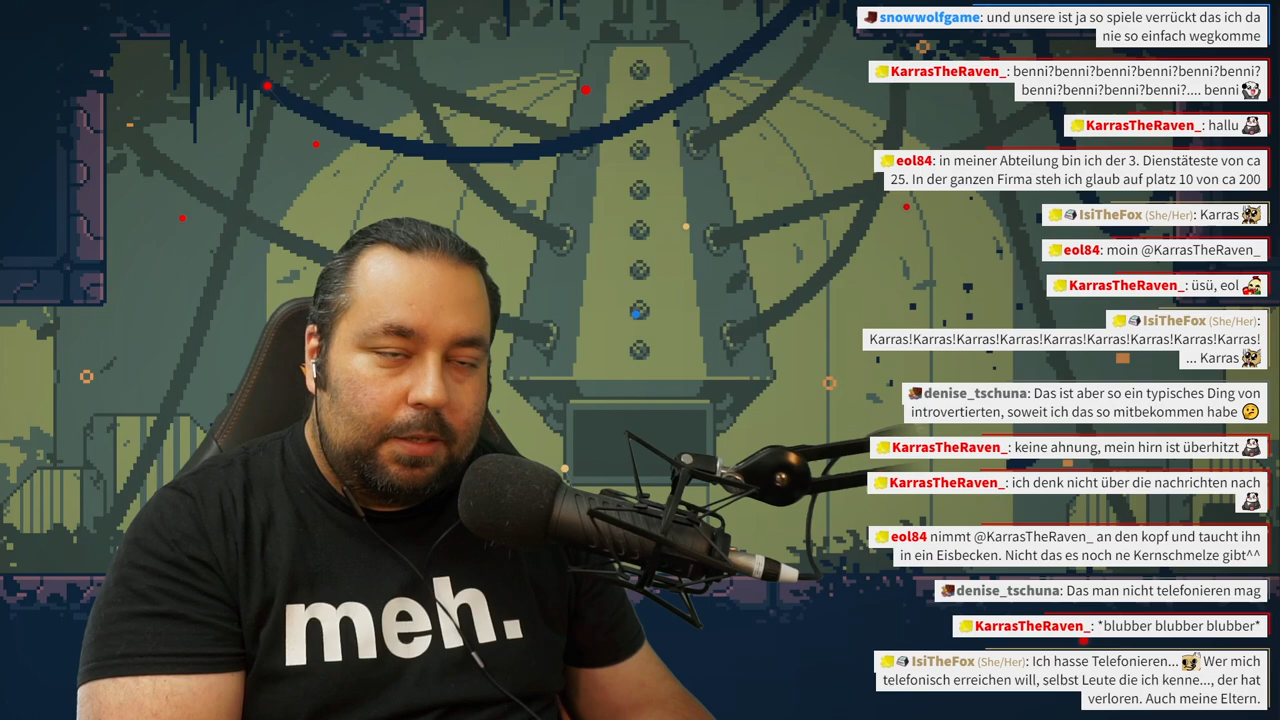 snowwolfgame: und unsere ist ja so spiele verrückt das ich da
nie so einfach wegkomme
KarrasTheRaven_: benni?benni?benni?benni?benni?benni?
benni?benni?benni?benni?.... benni
KarrasTheRaven_: hallu
eol84: in meiner Abteilung bin ich der 3. Dienstäteste von ca
25. In der ganzen Firma steh ich glaub auf platz 10 von ca 200
IsiTheFox (She/Her): Karras
eol84: moin @KarrasTheRaven_
KarrasTheRaven_: üsü, eol
IsiTheFox (She/Her):
Karras!Karras!Karras!Karras!Karras!Karras!Karras!Karras!Karras!
... Karras
denise_tschuna: Das ist aber so ein typisches Ding von
introvertierten, soweit ich das so mitbekommen habe
KarrasTheRaven_: keine ahnung, mein hirn ist überhitzt
KarrasTheRaven_: ich denk nicht über die nachrichten nach
eol84 nimmt @KarrasTheRaven_ an den kopf und taucht ihn
in ein Eisbecken. Nicht das es noch ne Kernschmelze gibt^^
denise_tschuna: Das man nicht telefonieren mag
KarrasTheRaven_: *blubber blubber blubber*
IsiTheFox (She/Her): Ich hasse Telefonieren... Wer mich
telefonisch erreichen will, selbst Leute die ich kenne..., der hat
verloren. Auch meine Eltern.
meh.